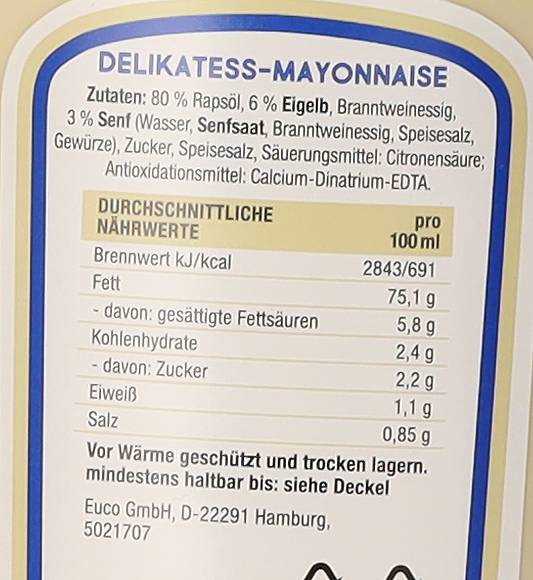 DELIKATESS-MAYONNAISE
Zutaten: 80 % Rapsöl, 6 % Eigelb, Branntweinessig,
3 % Senf (Wasser, Senfsaat, Branntweinessig, Speisesalz,
Gewürze), Zucker, Speisesalz, Säuerungsmittel: Citronensäure;
Antioxidationsmittel: Calcium-Dinatrium-EDTA.
DURCHSCHNITTLICHE pro
NÄHRWERTE 100 ml
Brennwert kJ/kcal 2843/691
Fett 75,1 g
- davon: gesättigte Fettsäuren 5,8 g
Kohlenhydrate 2,4 g
- davon: Zucker 2,2 g
Eiweiß 1,1 g
Salz 0,85 g
Vor Wärme geschützt und trocken lagern.
mindestens haltbar bis: siehe Deckel
Euco GmbH, D-22291 Hamburg,
5021707